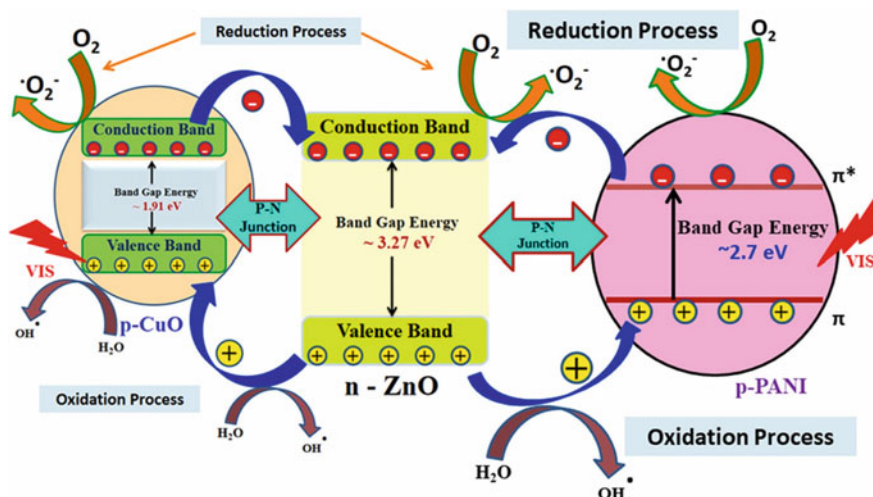 Reduction Process
Reduction Process
O2
·O2-
O2
·O2-
O2
·O2-
Conduction Band
- - - - -
Band Gap Energy
~ 1.91 eV
Valence Band
+ + + + +
VIS
p-CuO
OH•
H2O
-
P-N
Junction
+
Conduction Band
- - - - -
Band Gap Energy
~ 3.27 eV
Valence Band
+ + + + +
n - ZnO
-
P-N
Junction
+
π*
- - - -
Band Gap Energy
~2.7 eV
VIS
+ + + +
π
p-PANI
Oxidation Process
H2O
OH•
H2O
OH•
Oxidation Process